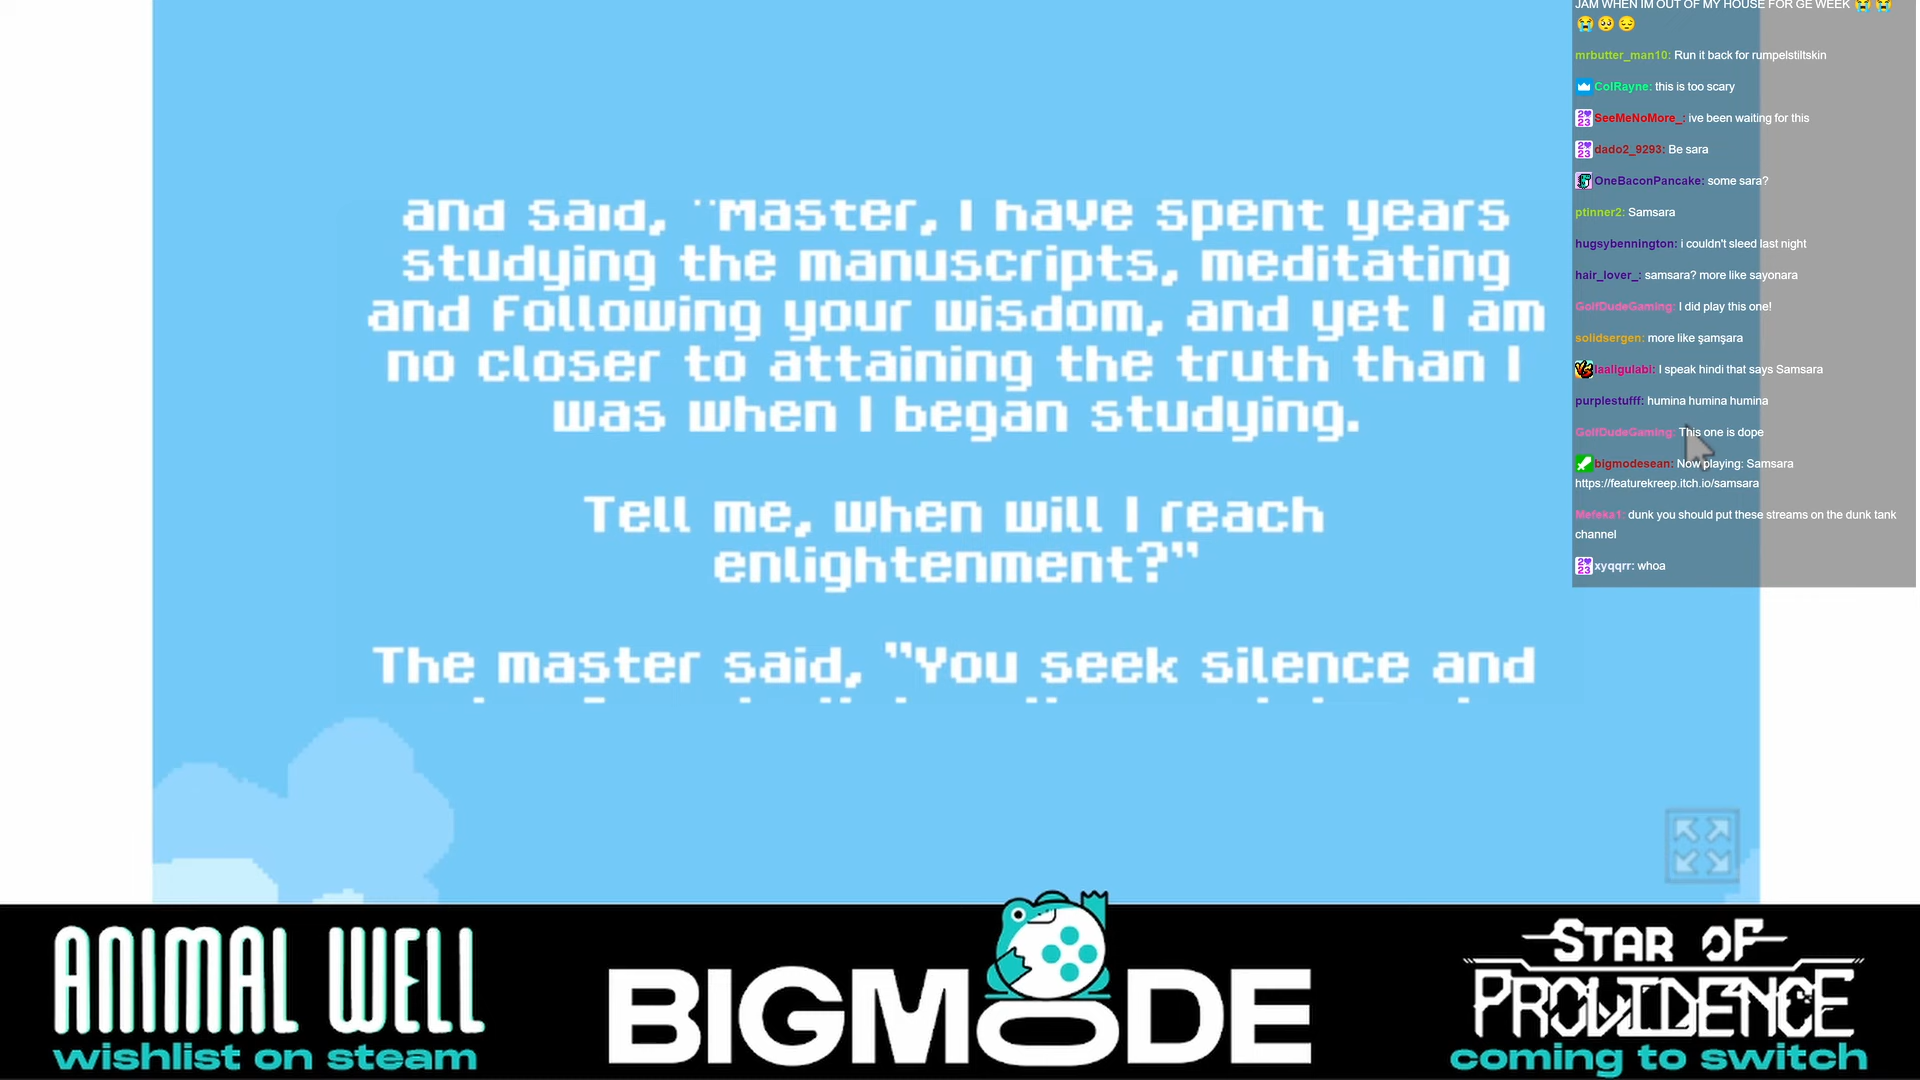 and said, "Master, I have spent years
studying the manuscripts, meditating
and following your wisdom, and yet I am
no closer to attaining the truth than I
was when I began studying.
Tell me, when will I reach
enlightenment?"
The master said, "You seek silence and
JAM WHEN IM OUT OF MY HOUSE FOR GE WEEK 😭 😭
😭 🥺 😔
mrbutter_man10: Run it back for rumpelstiltskin
ColRayne: this is too scary
SeeMeNoMore_: ive been waiting for this
dado2_9293: Be sara
OneBaconPancake: some sara?
ptinner2: Samsara
hugsybennington: i couldn't sleed last night
hair_lover_: samsara? more like sayonara
GolfDudeGaming: I did play this one!
solidsergen: more like şamşara
laaligulabi: I speak hindi that says Samsara
purplestufff: humina humina humina
GolfDudeGaming: This one is dope
bigmodesean: Now playing: Samsara
https://featurekreep.itch.io/samsara
Mefeka1: dunk you should put these streams on the dunk tank
channel
xyqqrr: whoa
ANIMAL WELL
wishlist on steam
BIGMODE
STAR OF
PROVIDENCE
coming to switch